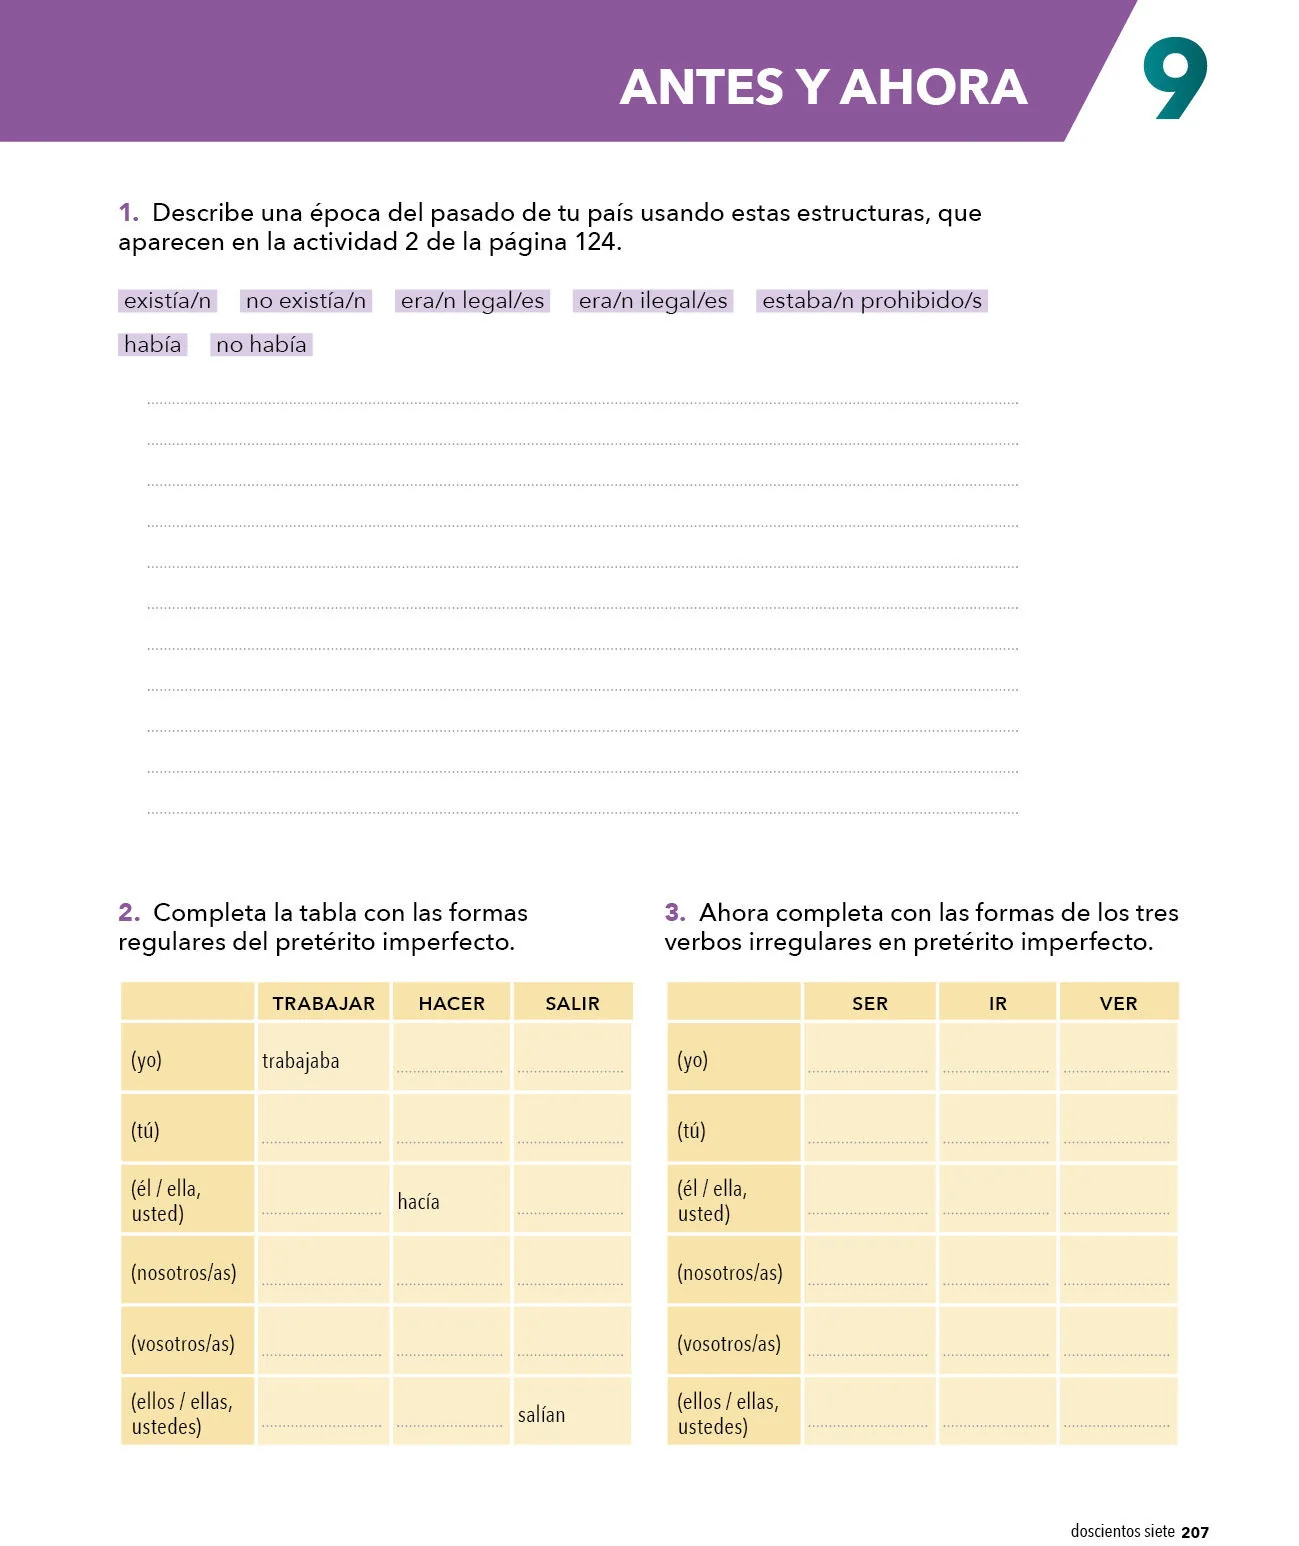 ANTES Y AHORA
9
1. Describe una época del pasado de tu país usando estas estructuras, que
aparecen en la actividad 2 de la página 124.
existía/n no existía/n era/n legal/es era/n ilegal/es estaba/n prohibido/s
había no había
2. Completa la tabla con las formas
regulares del pretérito imperfecto.
TRABAJAR HACER SALIR
(yo) trabajaba
(tú)
(él / ella,
usted) hacía
(nosotros/as)
(vosotros/as)
(ellos / ellas,
ustedes) salían
3. Ahora completa con las formas de los tres
verbos irregulares en pretérito imperfecto.
SER IR VER
(yo)
(tú)
(él / ella,
usted)
(nosotros/as)
(vosotros/as)
(ellos / ellas,
ustedes)
doscientos siete 207